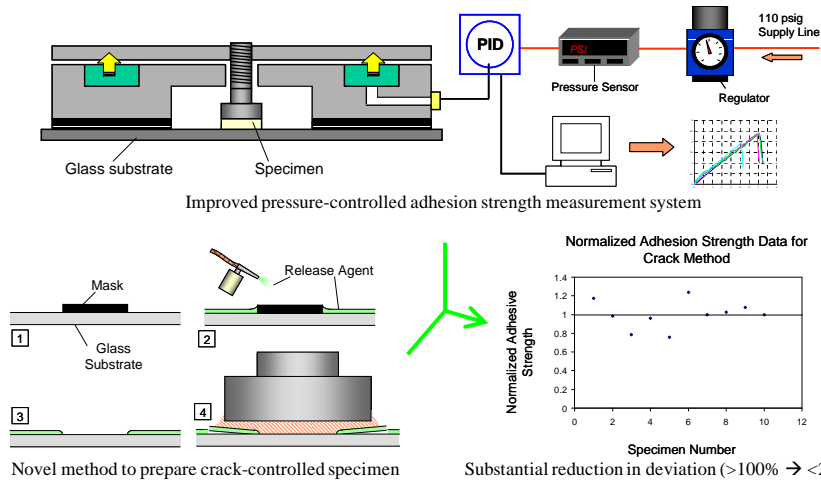 110 psig
Supply Line
PID
PSI
Pressure Sensor
Regulator
Glass substrate
Specimen
Improved pressure-controlled adhesion strength measurement system
Mask
1
Glass
Substrate
Release Agent
2
3
4
Novel method to prepare crack-controlled specimen
Normalized Adhesion Strength Data for
Crack Method
Normalized Adhesive
Strength
1.4
1.2
1
0.8
0.6
0.4
0.2
0
0 2 4 6 8 10 12
Specimen Number
Substantial reduction in deviation (>100% → <2